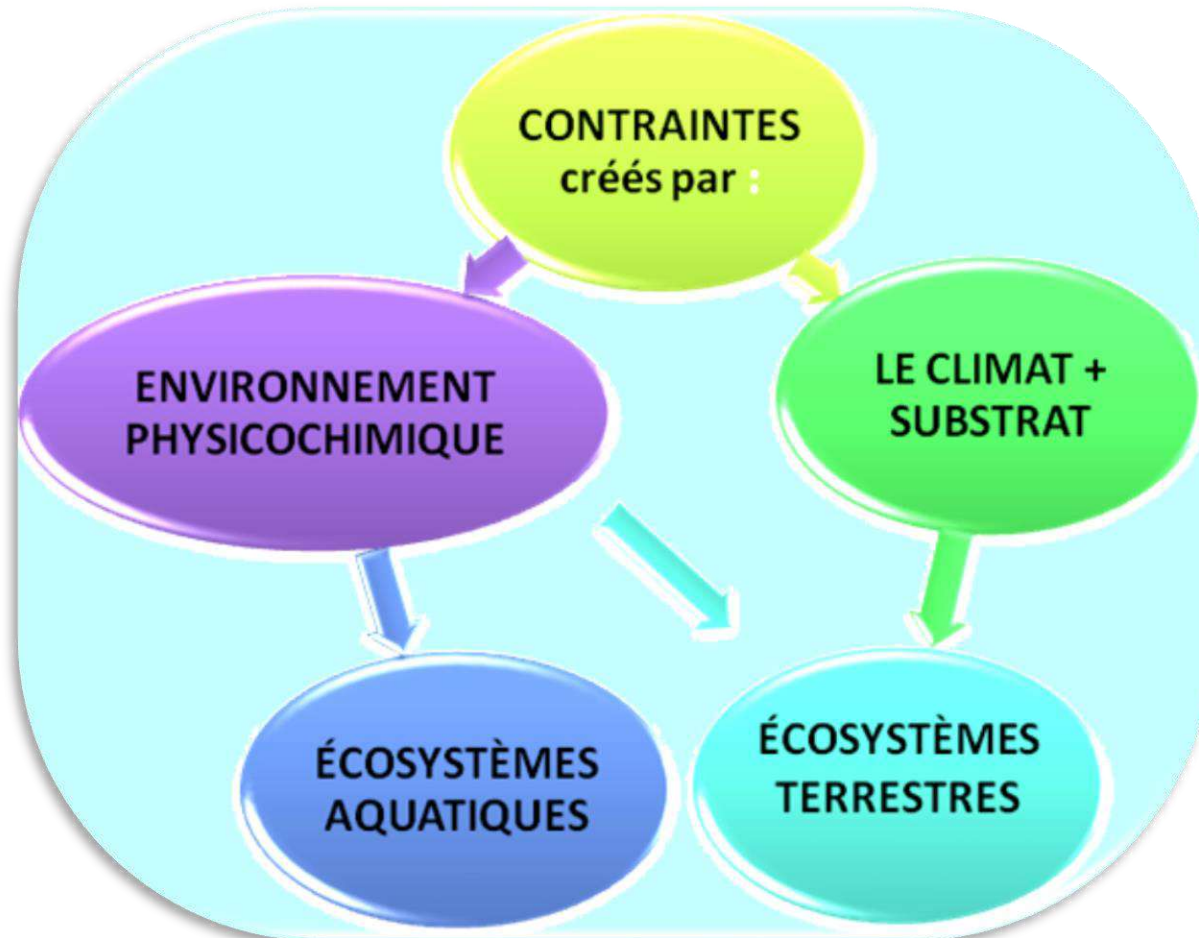 CONTRAINTES
créés par :
ENVIRONNEMENT
PHYSICOCHIMIQUE
LE CLIMAT +
SUBSTRAT
ÉCOSYSTÈMES
AQUATIQUES
ÉCOSYSTÈMES
TERRESTRES